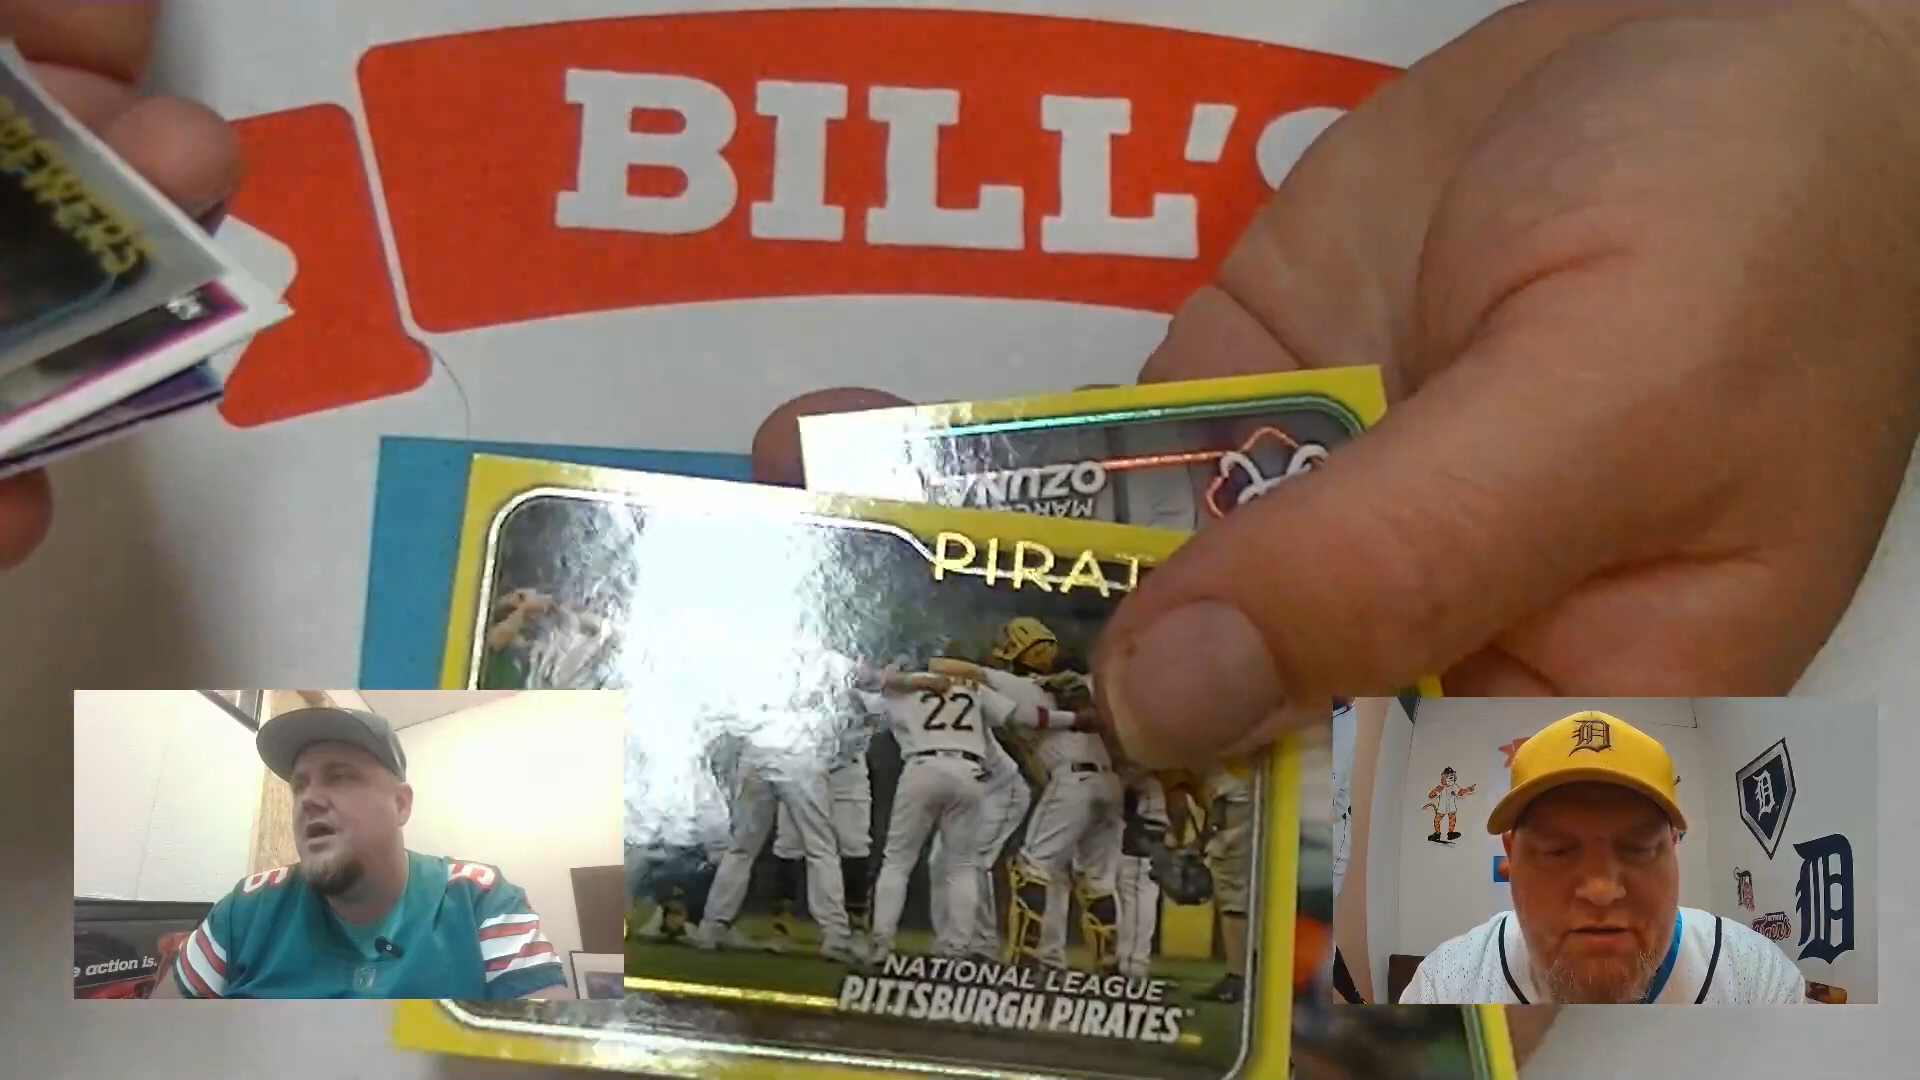 BILL'S
OZUNA
PIRAT
22
NATIONAL LEAGUE
PITTSBURGH PIRATES
e action is.
D
D
D